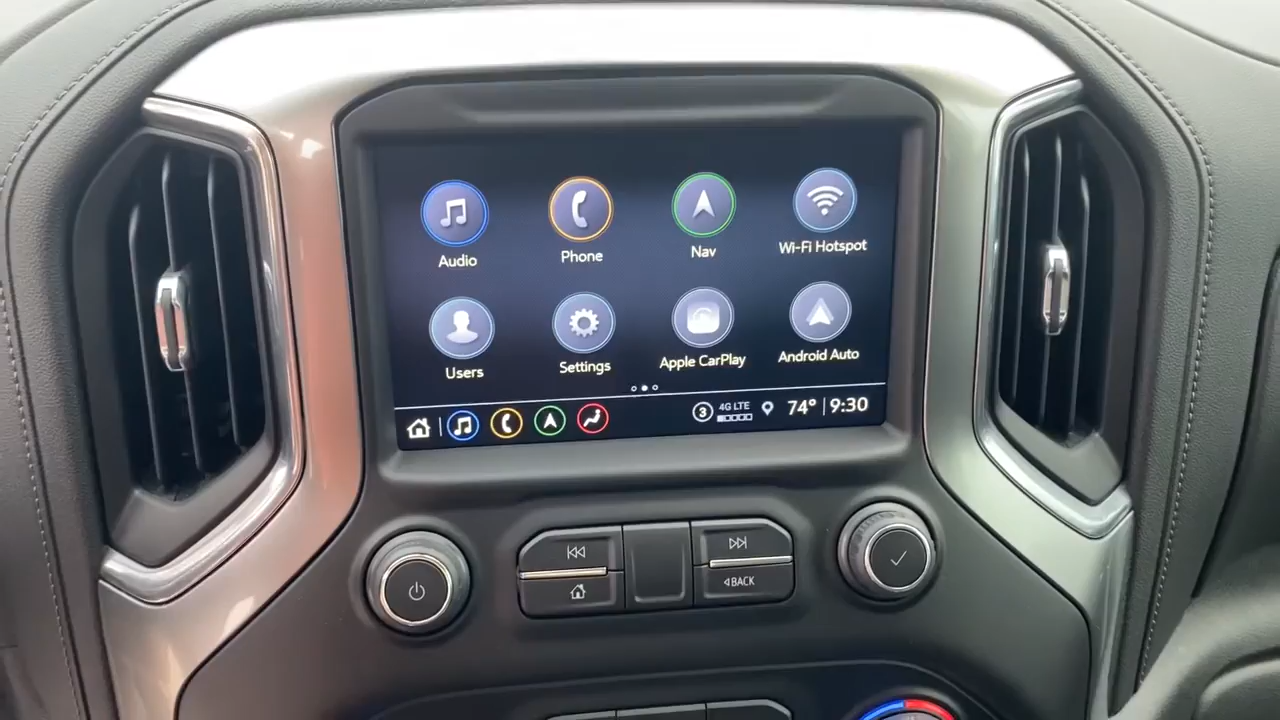 Audio
Phone
Nav
Wi-Fi Hotspot
Users
Settings
Apple CarPlay
Android Auto
3 4G LTE 74° 9:30
BACK